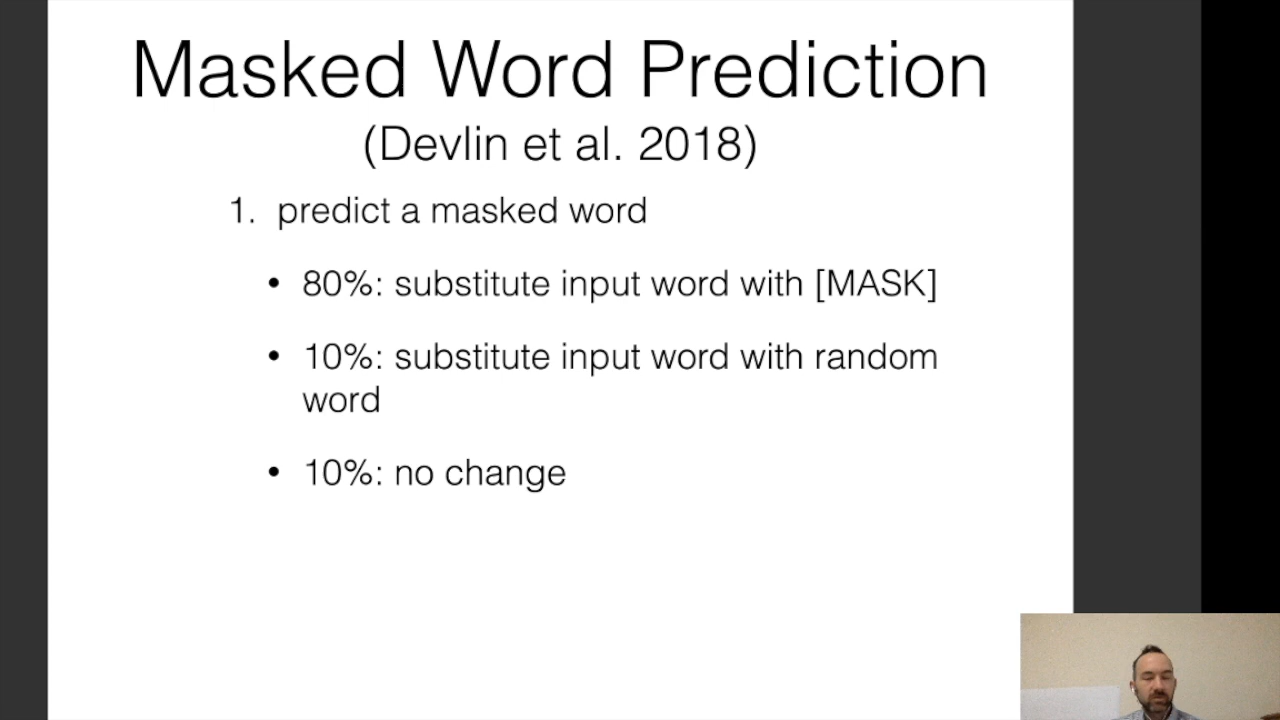 Masked Word Prediction
(Devlin et al. 2018)
1. predict a masked word
• 80%: substitute input word with [MASK]
• 10%: substitute input word with random
word
• 10%: no change